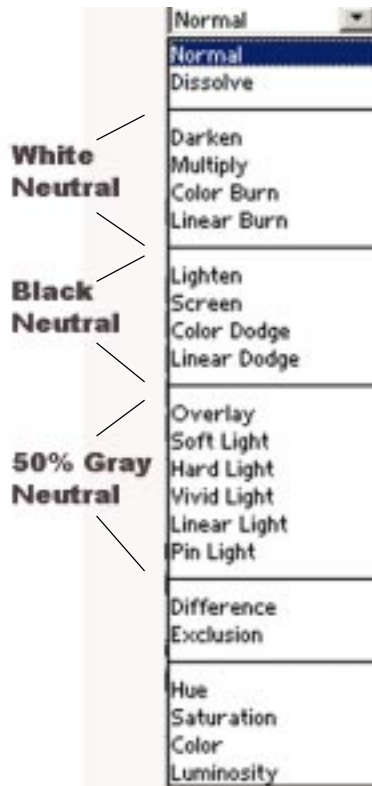 Normal
Normal
Dissolve
White
Neutral
Darken
Multiply
Color Burn
Linear Burn
Black
Neutral
Lighten
Screen
Color Dodge
Linear Dodge
50% Gray
Neutral
Overlay
Soft Light
Hard Light
Vivid Light
Linear Light
Pin Light
Difference
Exclusion
Hue
Saturation
Color
Luminosity